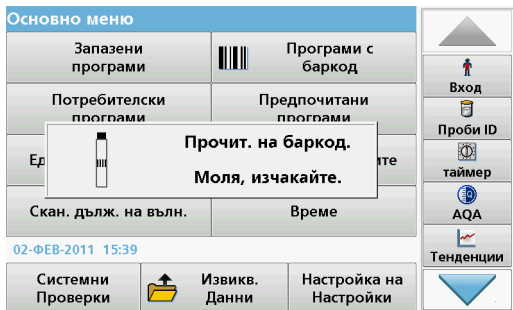 Основно меню
Запазени
програми
Програми с
баркод
Потребителски
програми
Предпочитани
програми
Прочит. на баркод.
Моля, изчакайте.
Скан. дълж. на вълн.
Време
02-ФЕВ-2011 15:39
Системни
Проверки
Извикв.
Данни
Настройка на
Настройки
Вход
Проби ID
таймер
AQA
Тенденции